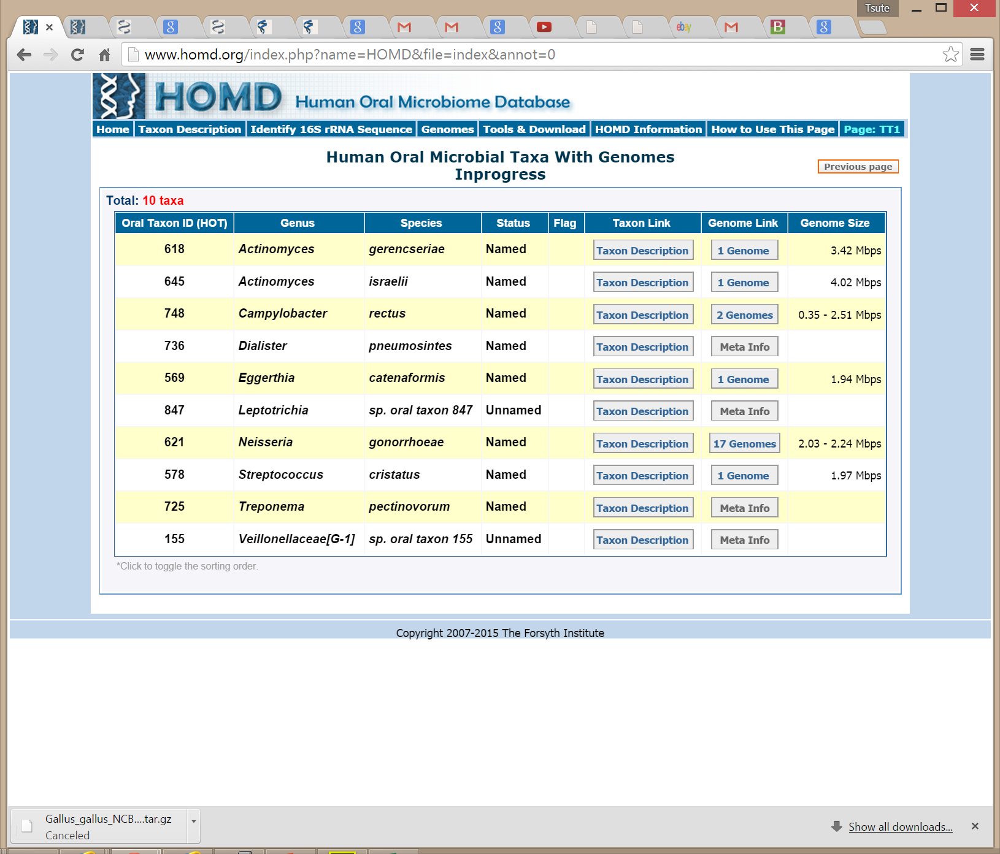 Tsute
www.homd.org/index.php?name=HOMD&file=index&annot=0
HOMD Human Oral Microbiome Database
Home Taxon Description Identify 16S rRNA Sequence Genomes Tools & Download HOMD Information How to Use This Page Page: TT1
Human Oral Microbial Taxa With Genomes
Inprogress
Previous page
Total: 10 taxa
Oral Taxon ID (HOT) Genus Species Status Flag Taxon Link Genome Link Genome Size
618 Actinomyces gerencseriae Named Taxon Description 1 Genome 3.42 Mbps
645 Actinomyces israelii Named Taxon Description 1 Genome 4.02 Mbps
748 Campylobacter rectus Named Taxon Description 2 Genomes 0.35 - 2.51 Mbps
736 Dialister pneumosintes Named Taxon Description Meta Info
569 Eggerthia catenaformis Named Taxon Description 1 Genome 1.94 Mbps
847 Leptotrichia sp. oral taxon 847 Unnamed Taxon Description Meta Info
621 Neisseria gonorrhoeae Named Taxon Description 17 Genomes 2.03 - 2.24 Mbps
578 Streptococcus cristatus Named Taxon Description 1 Genome 1.97 Mbps
725 Treponema pectinovorum Named Taxon Description Meta Info
155 Veillonellaceae[G-1] sp. oral taxon 155 Unnamed Taxon Description Meta Info
*Click to toggle the sorting order.
Copyright 2007-2015 The Forsyth Institute
Gallus_gallus_NCB....tar.gz
Canceled
Show all downloads...